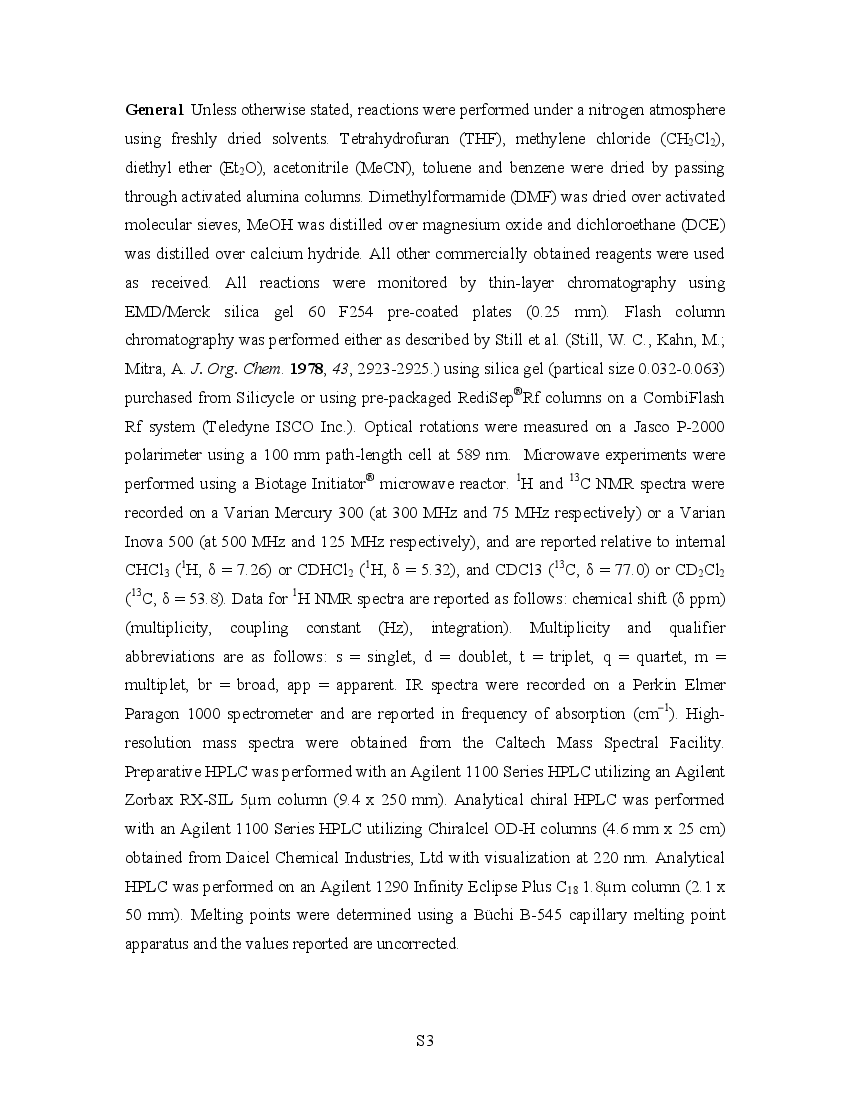 General Unless otherwise stated, reactions were performed under a nitrogen atmosphere
using freshly dried solvents. Tetrahydrofuran (THF), methylene chloride (CH₂Cl₂),
diethyl ether (Et₂O), acetonitrile (MeCN), toluene and benzene were dried by passing
through activated alumina columns. Dimethylformamide (DMF) was dried over activated
molecular sieves, MeOH was distilled over magnesium oxide and dichloroethane (DCE)
was distilled over calcium hydride. All other commercially obtained reagents were used
as received. All reactions were monitored by thin-layer chromatography using
EMD/Merck silica gel 60 F254 pre-coated plates (0.25 mm). Flash column
chromatography was performed either as described by Still et al. (Still, W. C., Kahn, M.;
Mitra, A. J. Org. Chem. 1978, 43, 2923-2925.) using silica gel (partical size 0.032-0.063)
purchased from Silicycle or using pre-packaged RediSep®Rf columns on a CombiFlash
Rf system (Teledyne ISCO Inc.). Optical rotations were measured on a Jasco P-2000
polarimeter using a 100 mm path-length cell at 589 nm. Microwave experiments were
performed using a Biotage Initiator® microwave reactor. ¹H and ¹³C NMR spectra were
recorded on a Varian Mercury 300 (at 300 MHz and 75 MHz respectively) or a Varian
Inova 500 (at 500 MHz and 125 MHz respectively), and are reported relative to internal
CHCl₃ (¹H, δ = 7.26) or CDHCl₂ (¹H, δ = 5.32), and CDCl3 (¹³C, δ = 77.0) or CD₂Cl₂
(¹³C, δ = 53.8). Data for ¹H NMR spectra are reported as follows: chemical shift (δ ppm)
(multiplicity, coupling constant (Hz), integration). Multiplicity and qualifier
abbreviations are as follows: s = singlet, d = doublet, t = triplet, q = quartet, m =
multiplet, br = broad, app = apparent. IR spectra were recorded on a Perkin Elmer
Paragon 1000 spectrometer and are reported in frequency of absorption (cm⁻¹). High-
resolution mass spectra were obtained from the Caltech Mass Spectral Facility.
Preparative HPLC was performed with an Agilent 1100 Series HPLC utilizing an Agilent
Zorbax RX-SIL 5μm column (9.4 x 250 mm). Analytical chiral HPLC was performed
with an Agilent 1100 Series HPLC utilizing Chiralcel OD-H columns (4.6 mm x 25 cm)
obtained from Daicel Chemical Industries, Ltd with visualization at 220 nm. Analytical
HPLC was performed on an Agilent 1290 Infinity Eclipse Plus C₁₈ 1.8μm column (2.1 x
50 mm). Melting points were determined using a Büchi B-545 capillary melting point
apparatus and the values reported are uncorrected.
S3